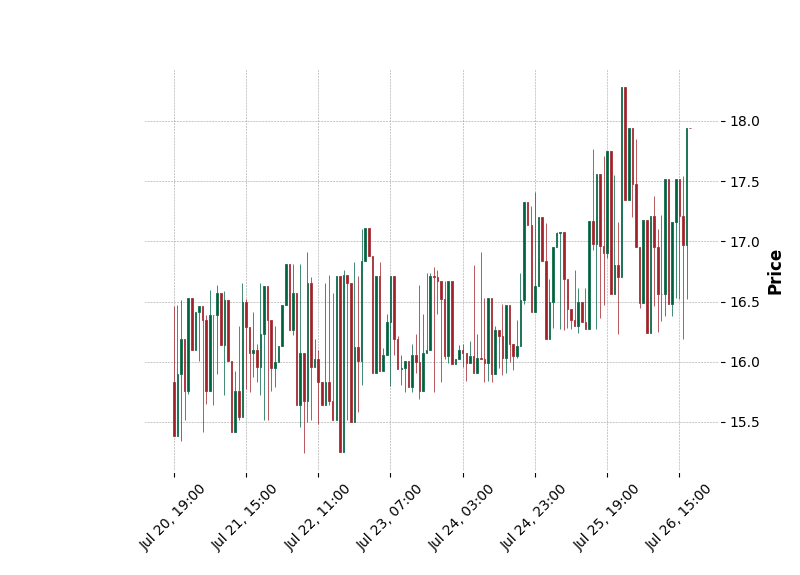 18.0
17.5
17.0
16.5
16.0
15.5
Price
Jul 20, 19:00
Jul 21, 15:00
Jul 22, 11:00
Jul 23, 07:00
Jul 24, 03:00
Jul 24, 23:00
Jul 25, 19:00
Jul 26, 15:00